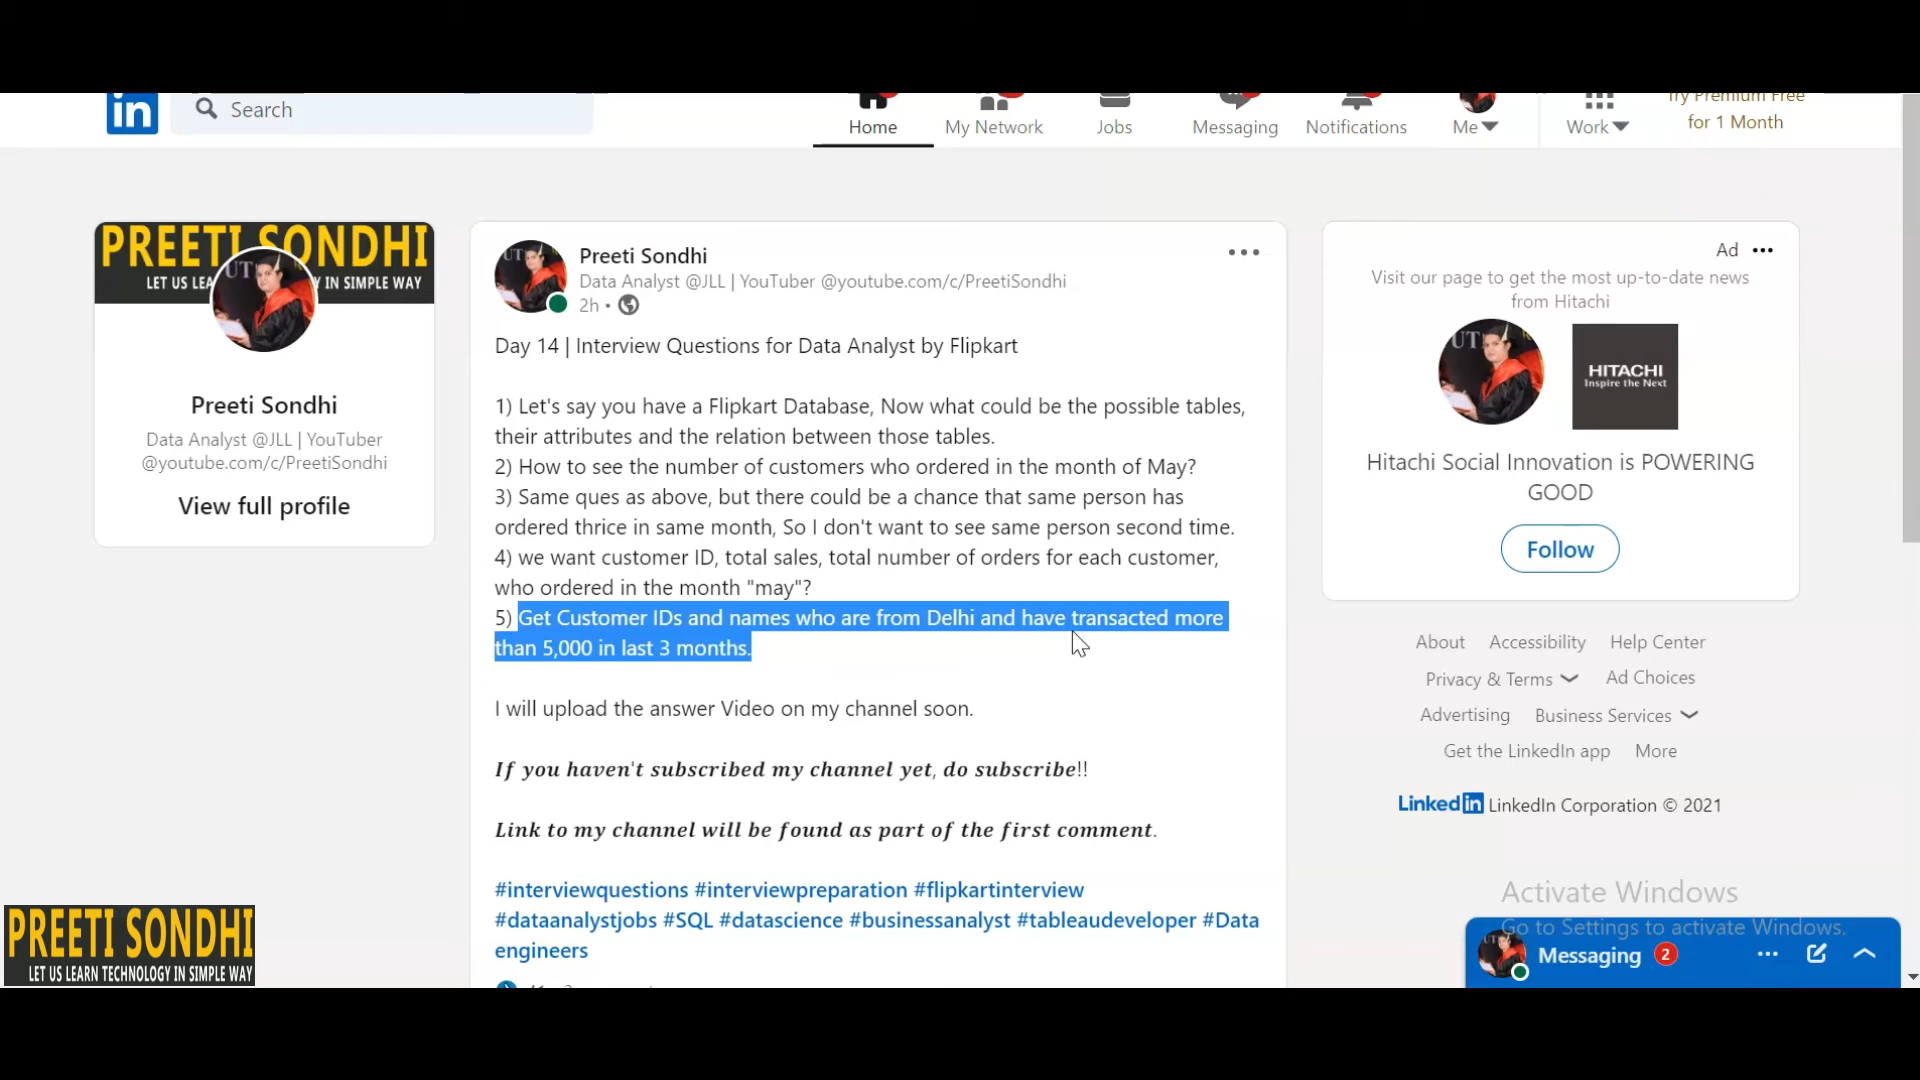 in Search
Home
My Network
Jobs
Messaging
Notifications
Me
Work
Try Premium Free
for 1 Month
PREETI SONDHI
LET US LEA Y IN SIMPLE WAY
UT
Preeti Sondhi
Data Analyst @JLL | YouTuber
@youtube.com/c/PreetiSondhi
View full profile
Preeti Sondhi
Data Analyst @JLL | YouTuber @youtube.com/c/PreetiSondhi
2h •
Day 14 | Interview Questions for Data Analyst by Flipkart
1) Let's say you have a Flipkart Database, Now what could be the possible tables,
their attributes and the relation between those tables.
2) How to see the number of customers who ordered in the month of May?
3) Same ques as above, but there could be a chance that same person has
ordered thrice in same month, So I don't want to see same person second time.
4) we want customer ID, total sales, total number of orders for each customer,
who ordered in the month "may"?
5) Get Customer IDs and names who are from Delhi and have transacted more
than 5,000 in last 3 months.
I will upload the answer Video on my channel soon.
If you haven't subscribed my channel yet, do subscribe!!
Link to my channel will be found as part of the first comment.
#interviewquestions #interviewpreparation #flipkartinterview
#dataanalystjobs #SQL #datascience #businessanalyst #tableaudeveloper #Data
engineers
Ad
Visit our page to get the most up-to-date news
from Hitachi
UT
HITACHI
Inspire the Next
Hitachi Social Innovation is POWERING
GOOD
Follow
About Accessibility Help Center
Privacy & Terms Ad Choices
Advertising Business Services
Get the LinkedIn app More
LinkedIn LinkedIn Corporation © 2021
Activate Windows
Go to Settings to activate Windows.
Messaging 2
PREETI SONDHI
LET US LEARN TECHNOLOGY IN SIMPLE WAY